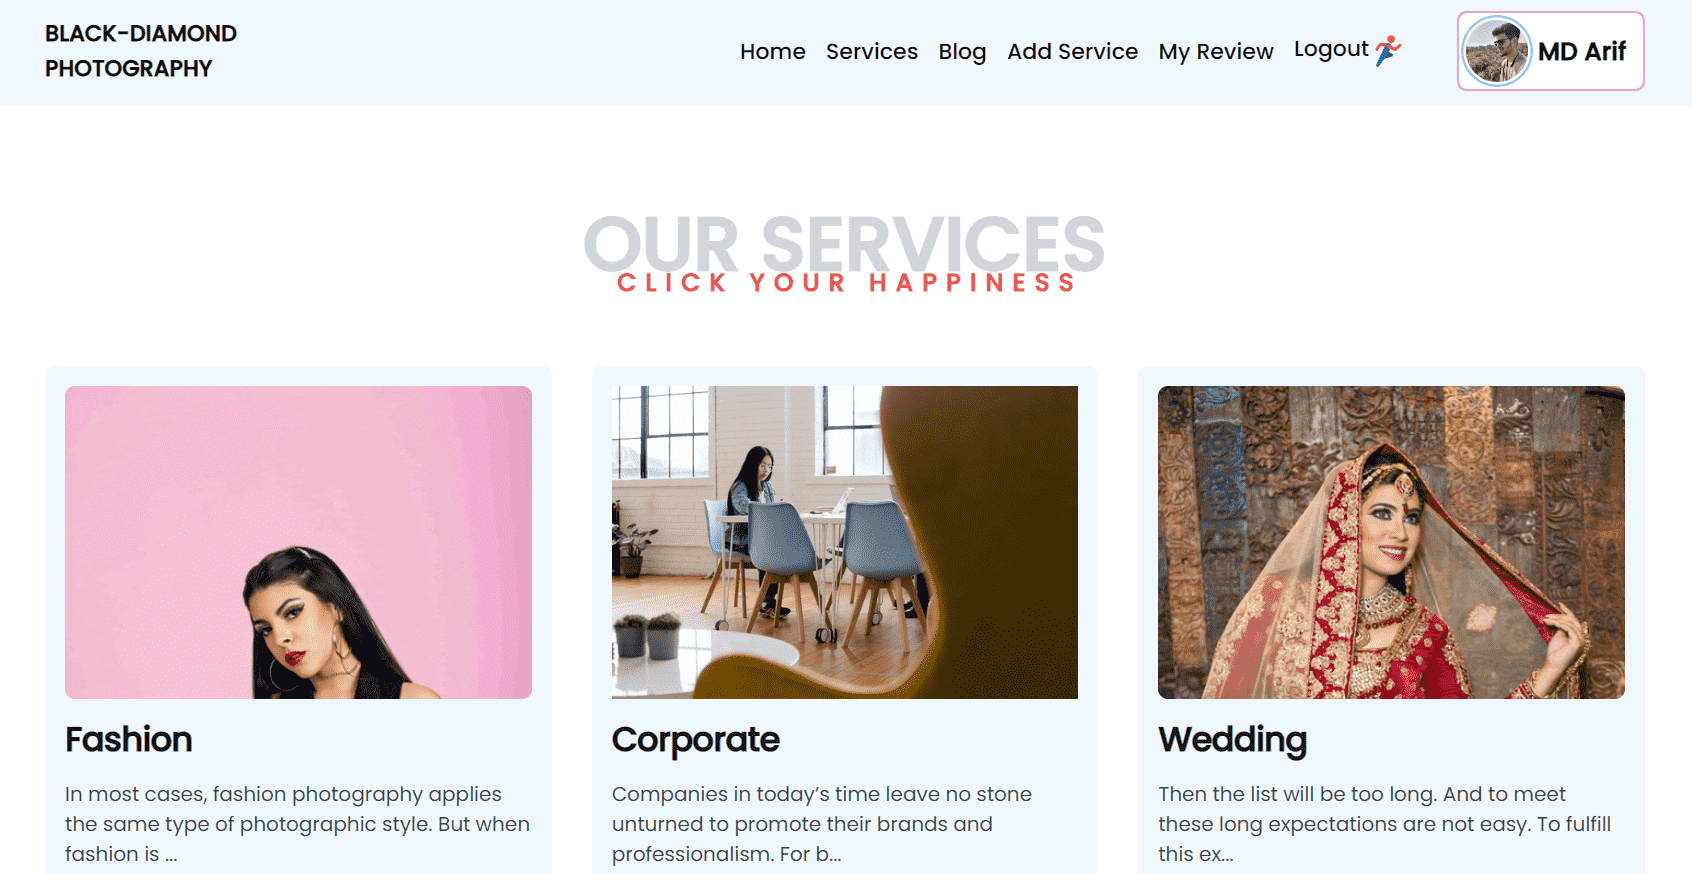 BLACK-DIAMOND
PHOTOGRAPHY
Home Services Blog Add Service My Review Logout MD Arif
OUR SERVICES
CLICK YOUR HAPPINESS
Fashion
In most cases, fashion photography applies
the same type of photographic style. But when
fashion is ...
Corporate
Companies in today’s time leave no stone
unturned to promote their brands and
professionalism. For b...
Wedding
Then the list will be too long. And to meet
these long expectations are not easy. To fulfill
this ex...